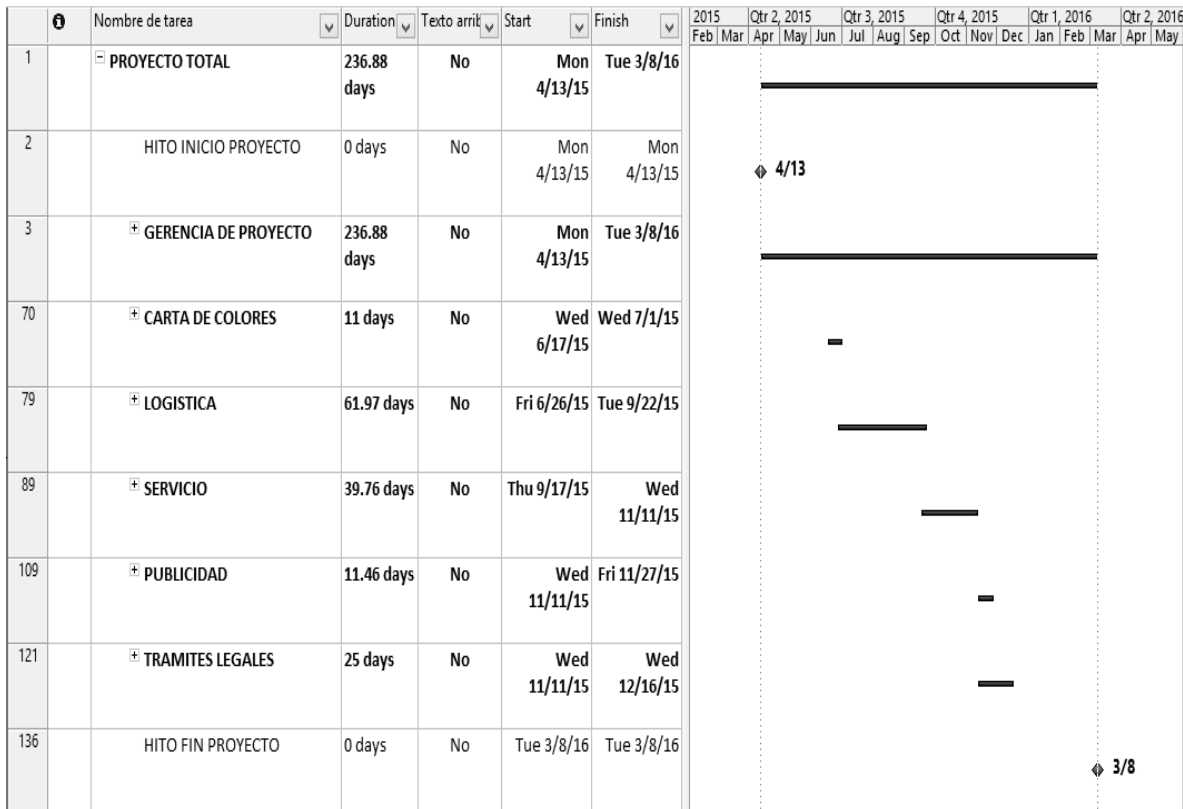 Nombre de tarea Duration Texto arrib Start Finish
2015 Qtr 2, 2015 Qtr 3, 2015 Qtr 4, 2015 Qtr 1, 2016 Qtr 2, 2016
Feb Mar Apr May Jun Jul Aug Sep Oct Nov Dec Jan Feb Mar Apr May
1 PROYECTO TOTAL 236.88 No Mon Tue 3/8/16
days 4/13/15
2 HITO INICIO PROYECTO 0 days No Mon Mon
4/13/15 4/13/15
4/13
3 GERENCIA DE PROYECTO 236.88 No Mon Tue 3/8/16
days 4/13/15
70 CARTA DE COLORES 11 days No Wed Wed 7/1/15
6/17/15
79 LOGISTICA 61.97 days No Fri 6/26/15 Tue 9/22/15
89 SERVICIO 39.76 days No Thu 9/17/15 Wed
11/11/15
109 PUBLICIDAD 11.46 days No Wed Fri 11/27/15
11/11/15
121 TRAMITES LEGALES 25 days No Wed Wed
11/11/15 12/16/15
136 HITO FIN PROYECTO 0 days No Tue 3/8/16 Tue 3/8/16
3/8